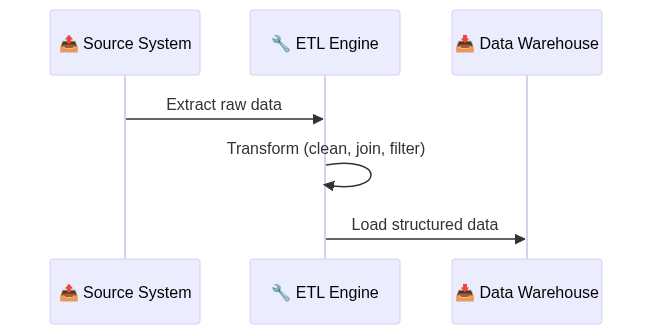 📤 Source System
🔧 ETL Engine
📥 Data Warehouse
Extract raw data
Transform (clean, join, filter)
Load structured data
📤 Source System
🔧 ETL Engine
📥 Data Warehouse